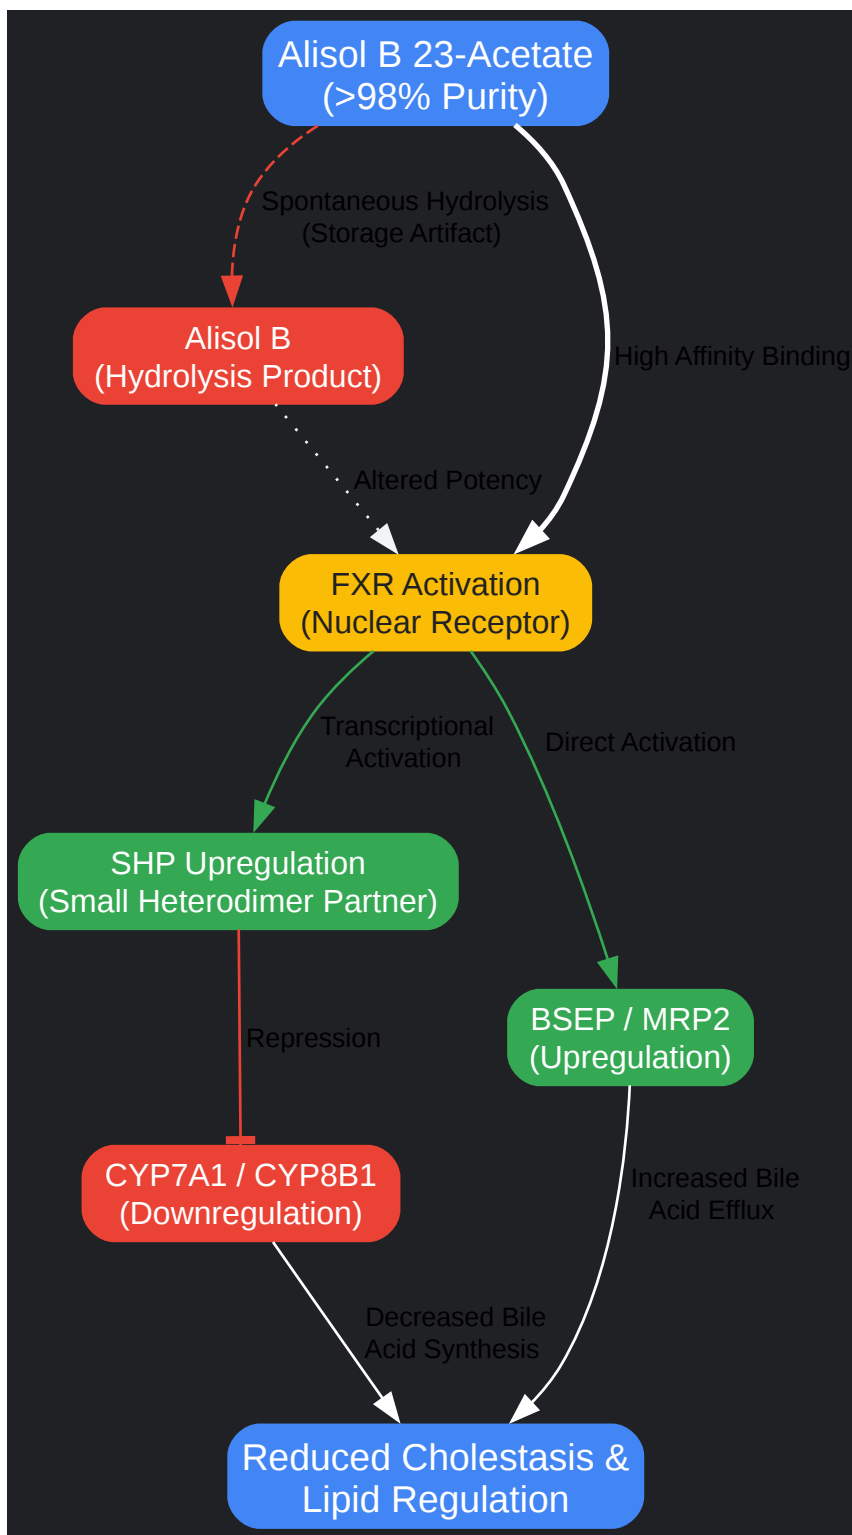 Alisol B 23-Acetate
(>98% Purity)
Spontaneous Hydrolysis
(Storage Artifact)
Alisol B
(Hydrolysis Product)
High Affinity Binding
Altered Potency
FXR Activation
(Nuclear Receptor)
Transcriptional
Activation
Direct Activation
SHP Upregulation
(Small Heterodimer Partner)
BSEP / MRP2
(Upregulation)
Repression
CYP7A1 / CYP8B1
(Downregulation)
Increased Bile
Acid Efflux
Decreased Bile
Acid Synthesis
Reduced Cholestasis &
Lipid Regulation